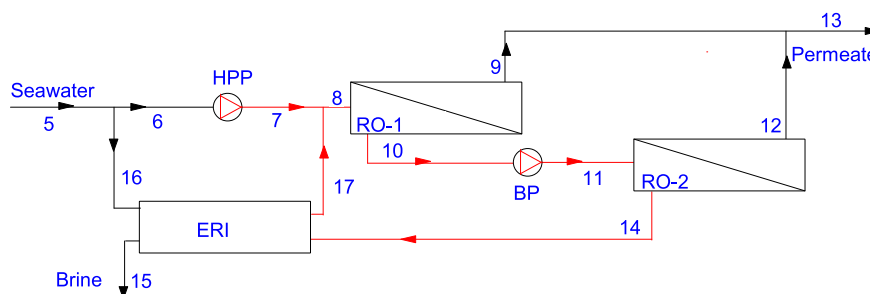 13
HPP
9
Permeate
Seawater
8
5
6
7
RO-1
12
10
BP
11
RO-2
16
17
ERI
14
Brine
15